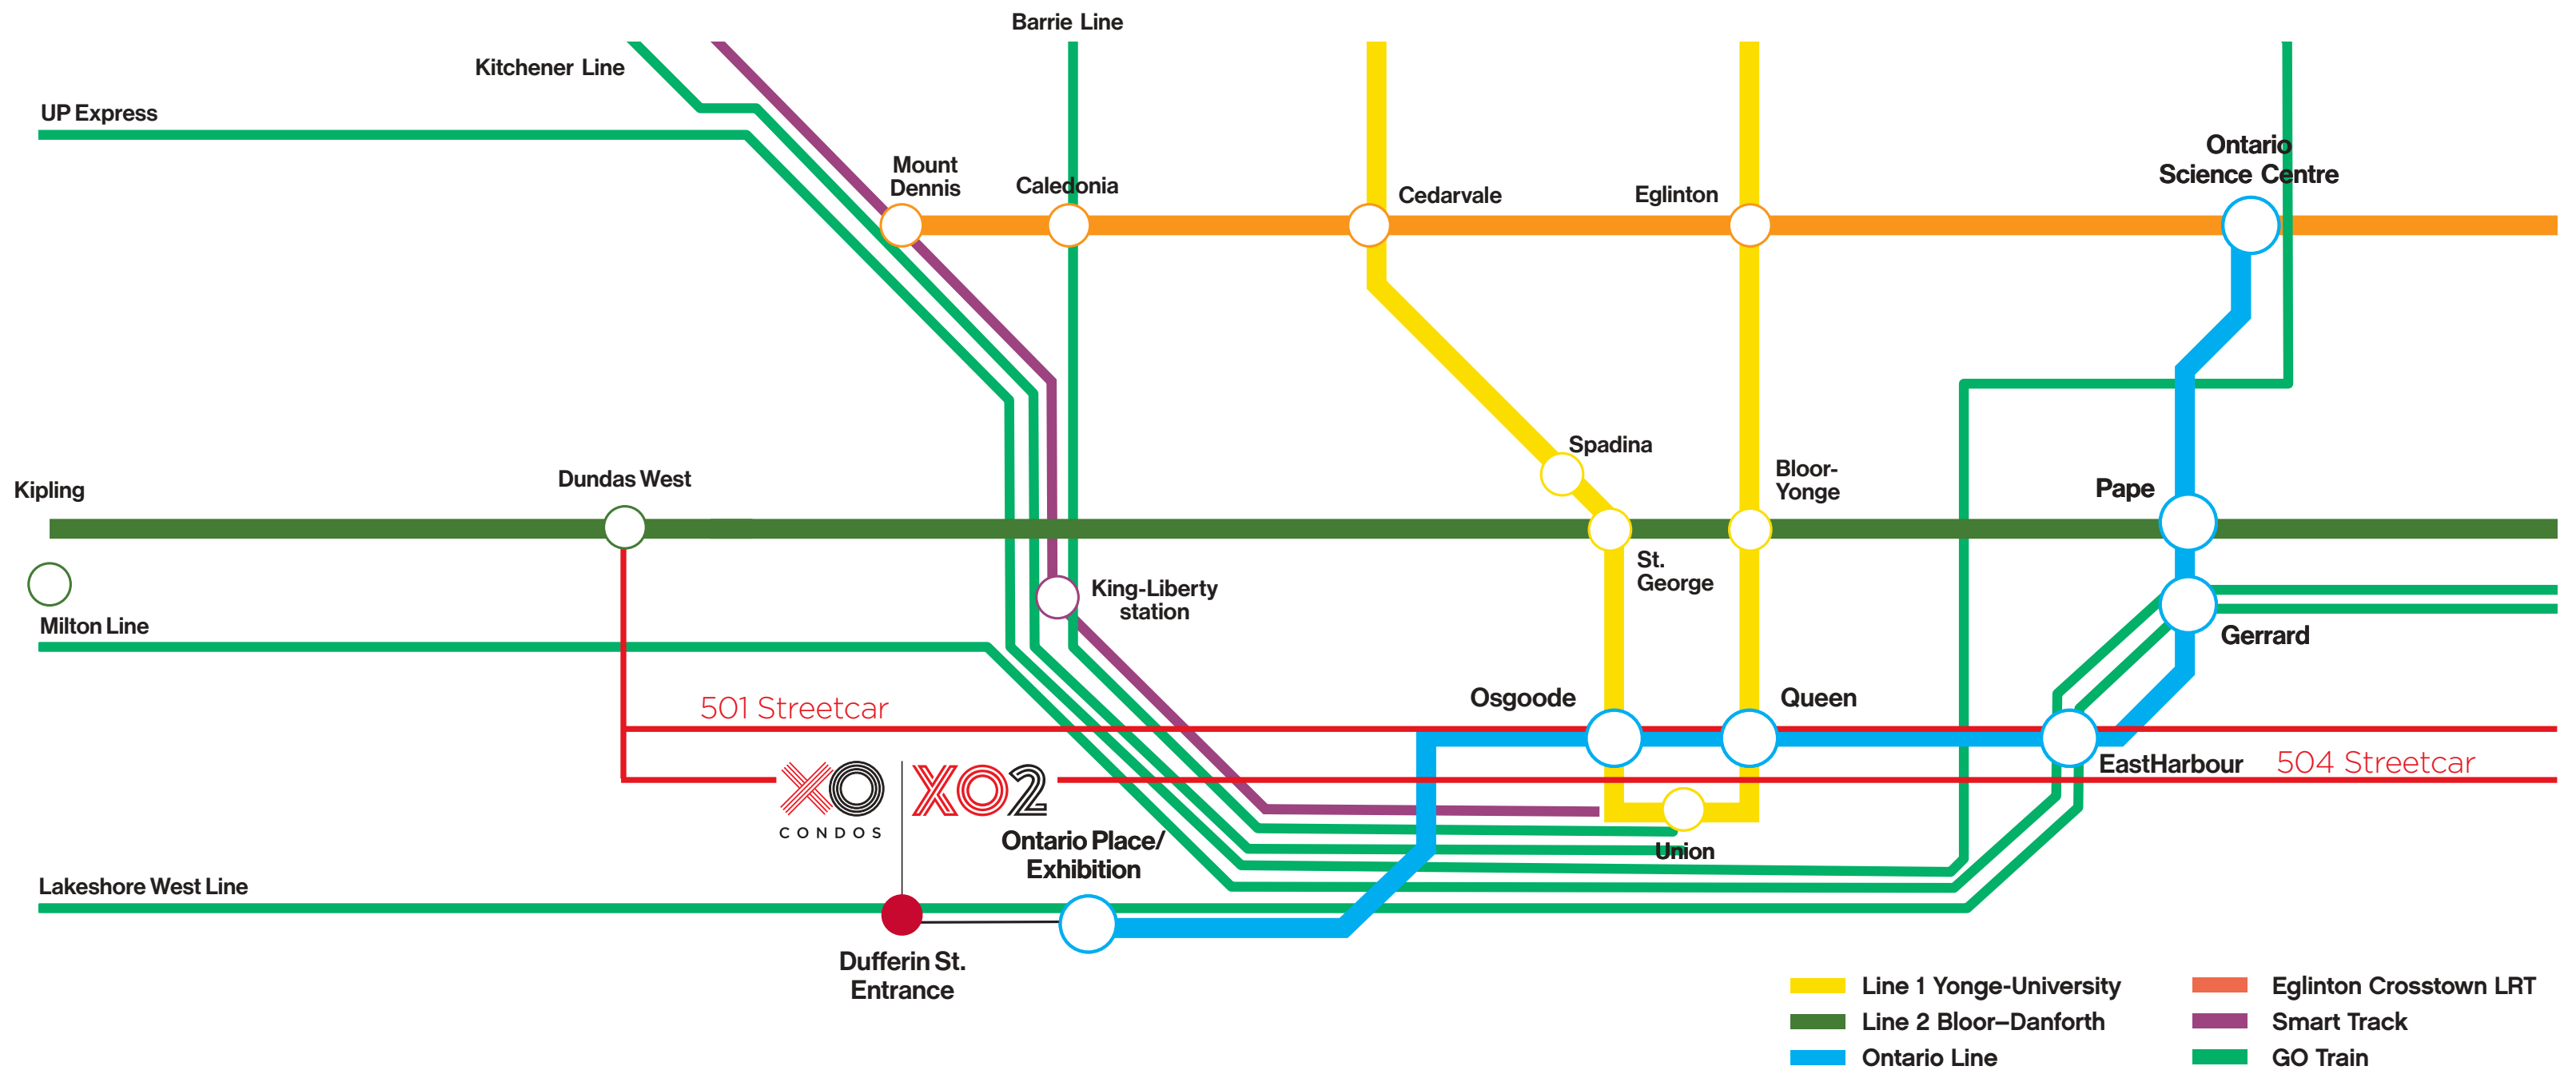 Barrie Line
Kitchener Line
UP Express
Ontario
Science Centre
Mount
Dennis
Caledonia
Cedarvale
Eglinton
Spadina
Bloor-
Yonge
Pape
Kipling
Dundas West
St.
George
King-Liberty
station
Milton Line
Gerrard
501 Streetcar
Osgoode
Queen
EastHarbour
504 Streetcar
XO
CONDOS
XO2
Ontario Place/
Exhibition
Union
Lakeshore West Line
Dufferin St.
Entrance
Line 1 Yonge-University
Line 2 Bloor–Danforth
Ontario Line
Eglinton Crosstown LRT
Smart Track
GO Train